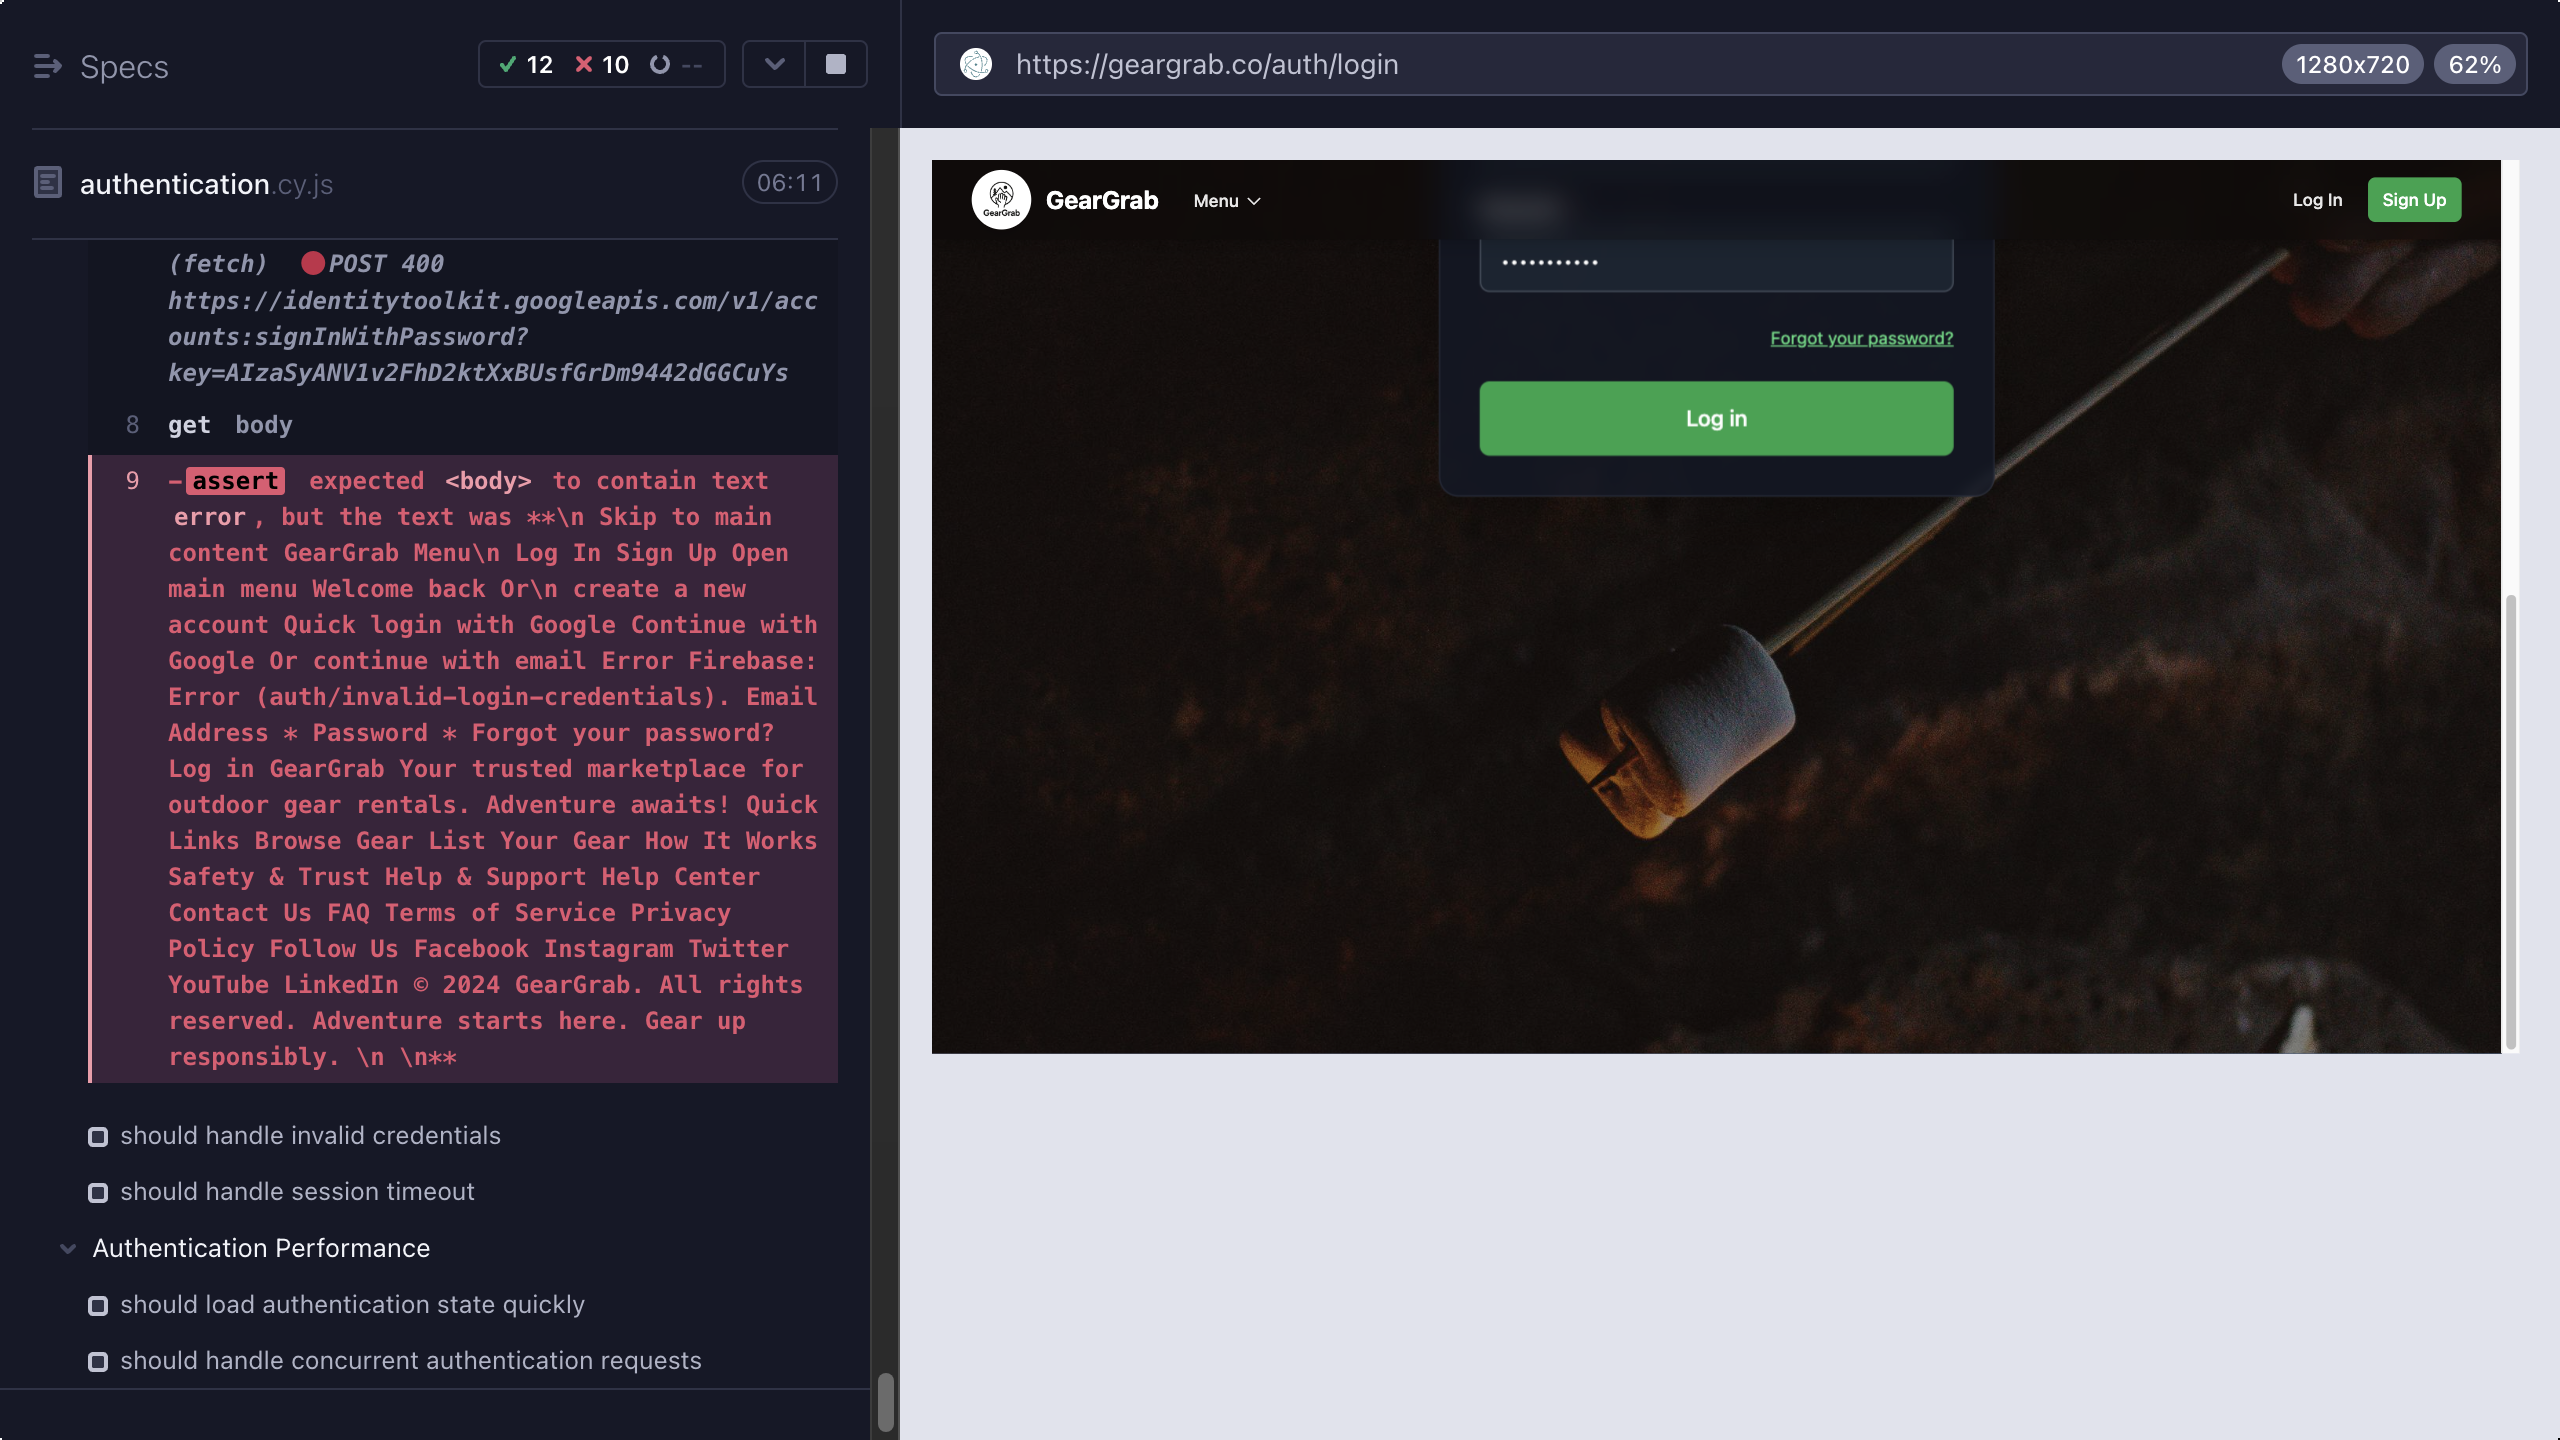 Specs
12 10 --
authentication.cy.js 06:11
(fetch) POST 400
https://identitytoolkit.googleapis.com/v1/acc
ounts:signInWithPassword?
key=AIzaSyANV1v2FhD2ktXxBUsfGrDm9442dGGCuYs
8 get body
9 -assert expected <body> to contain text
error, but the text was **\n Skip to main
content GearGrab Menu\n Log In Sign Up Open
main menu Welcome back Or\n create a new
account Quick login with Google Continue with
Google Or continue with email Error Firebase:
Error (auth/invalid-login-credentials). Email
Address * Password * Forgot your password?
Log in GearGrab Your trusted marketplace for
outdoor gear rentals. Adventure awaits! Quick
Links Browse Gear List Your Gear How It Works
Safety & Trust Help & Support Help Center
Contact Us FAQ Terms of Service Privacy
Policy Follow Us Facebook Instagram Twitter
YouTube LinkedIn © 2024 GearGrab. All rights
reserved. Adventure starts here. Gear up
responsibly. \n \n**
should handle invalid credentials
should handle session timeout
Authentication Performance
should load authentication state quickly
should handle concurrent authentication requests
https://geargrab.co/auth/login
1280x720 62%
GearGrab
GearGrab Menu
Log In Sign Up
Forgot your password?
Log in